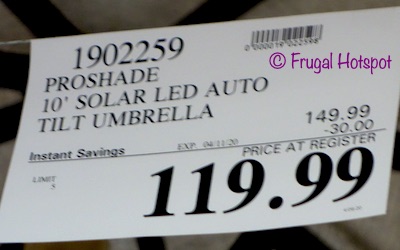 1902259
0000019022598
© Frugal Hotspot
PROSHADE
10' SOLAR LED AUTO
TILT UMBRELLA
149.99
-30.00
Instant Savings EXP. 04/11/20 PRICE AT REGISTER
LIMIT
5
119.99